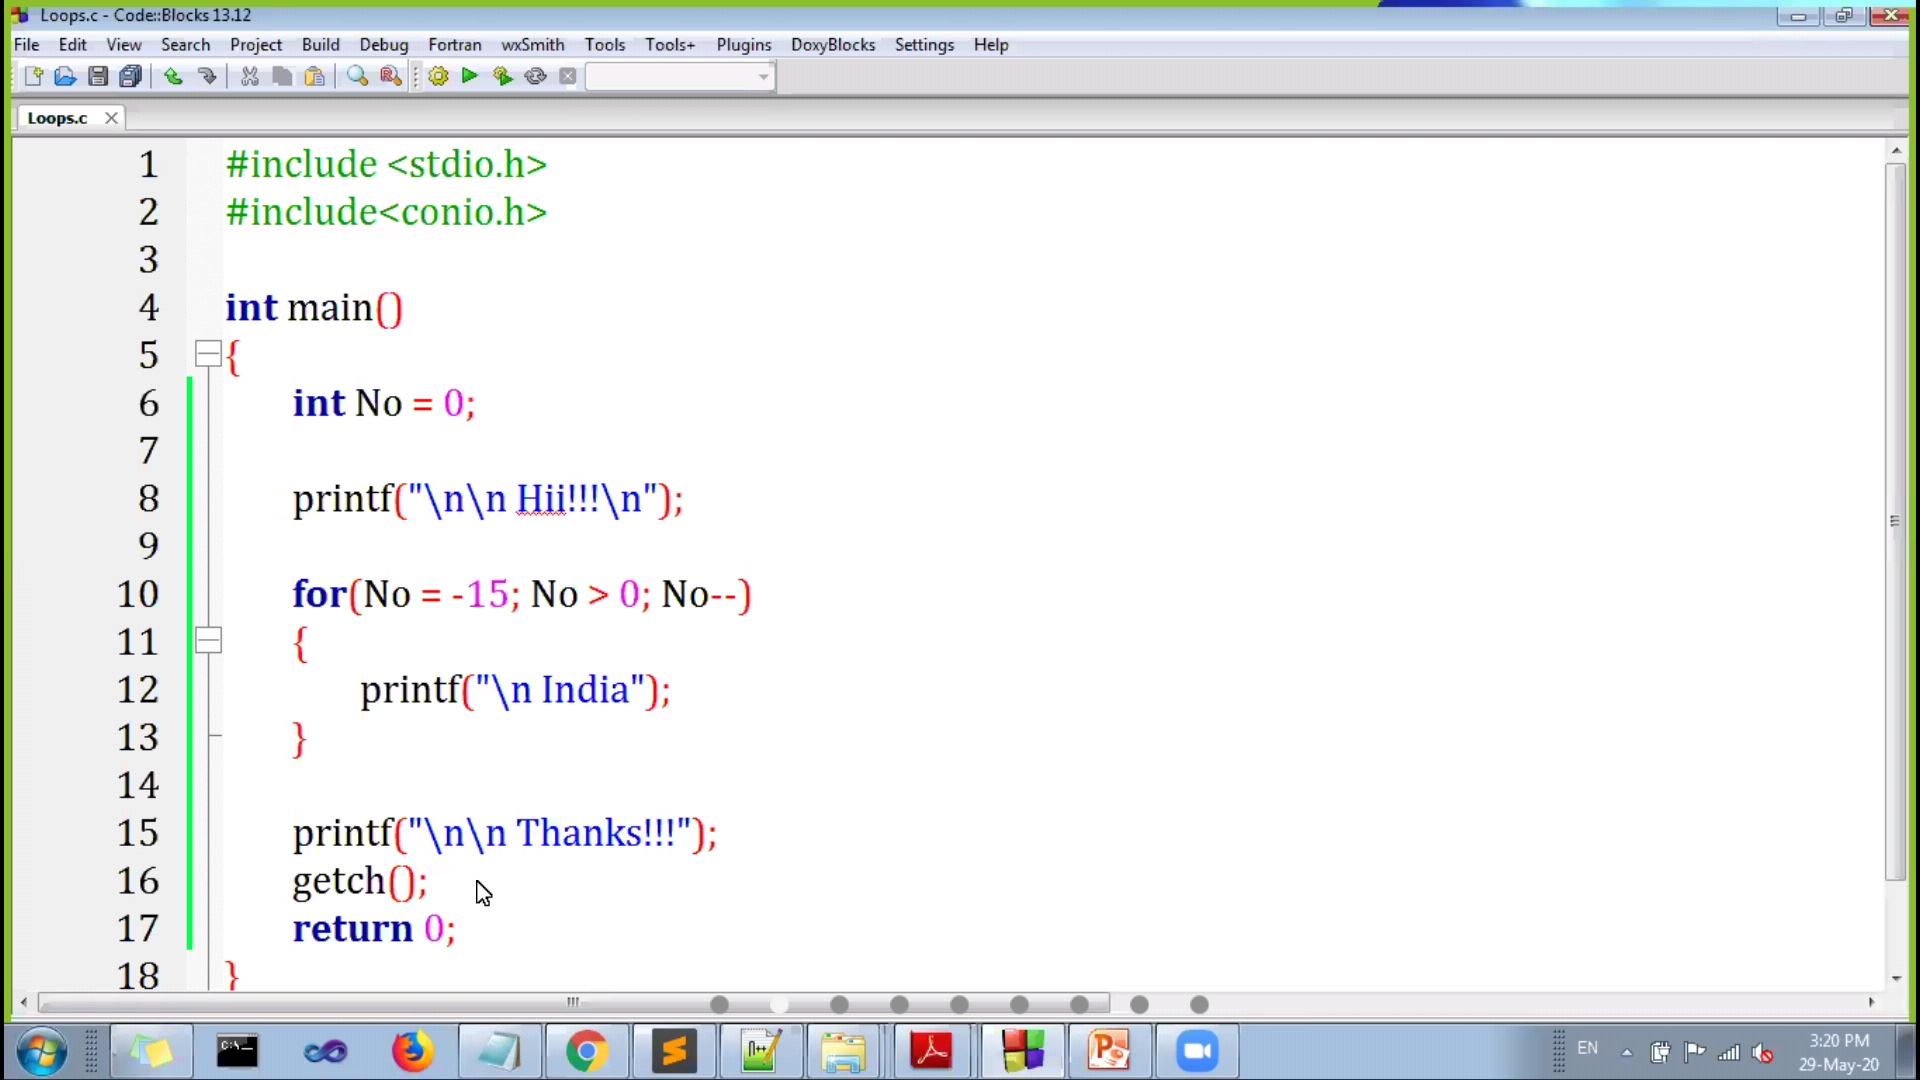 Loops.c - Code::Blocks 13.12
File Edit View Search Project Build Debug Fortran wxSmith Tools Tools+ Plugins DoxyBlocks Settings Help
Loops.c
1 #include <stdio.h>
2 #include<conio.h>
3
4 int main()
5 {
6 int No = 0;
7
8 printf("\n\n Hii!!!\n");
9
10 for(No = -15; No > 0; No--)
11 {
12 printf("\n India");
13 }
14
15 printf("\n\n Thanks!!!");
16 getch();
17 return 0;
18 }
EN
3:20 PM
29-May-20